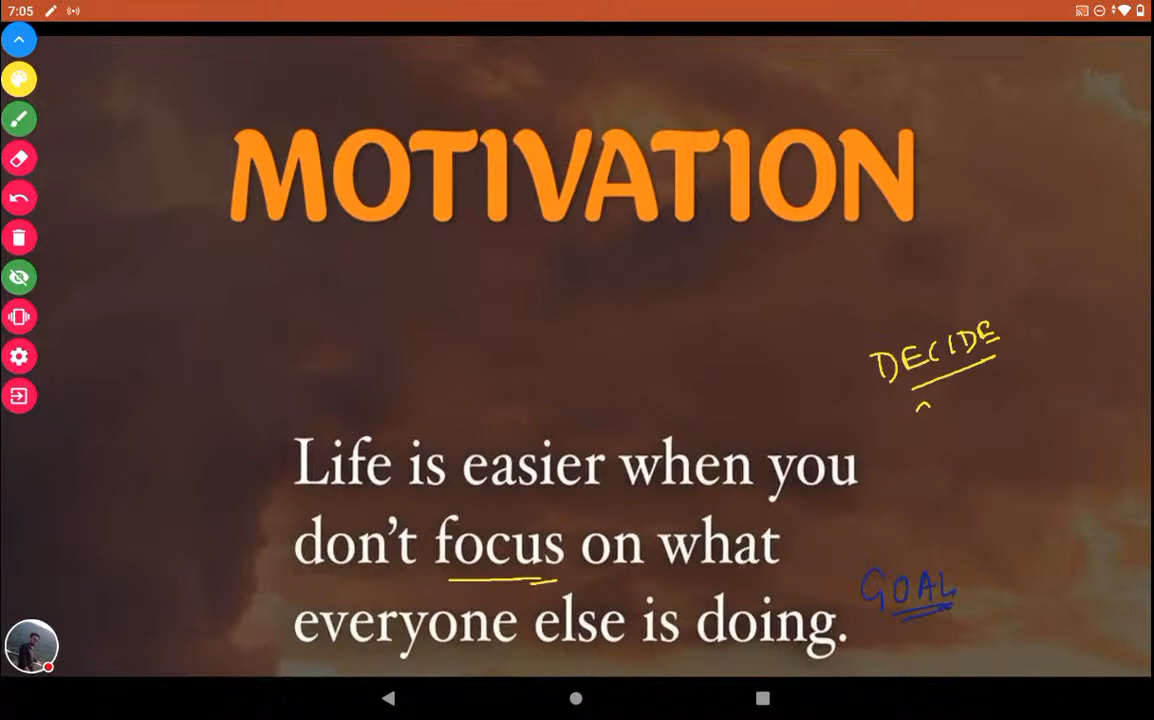 7:05
MOTIVATION
DECIDE
Life is easier when you
don't focus on what
everyone else is doing.
GOAL